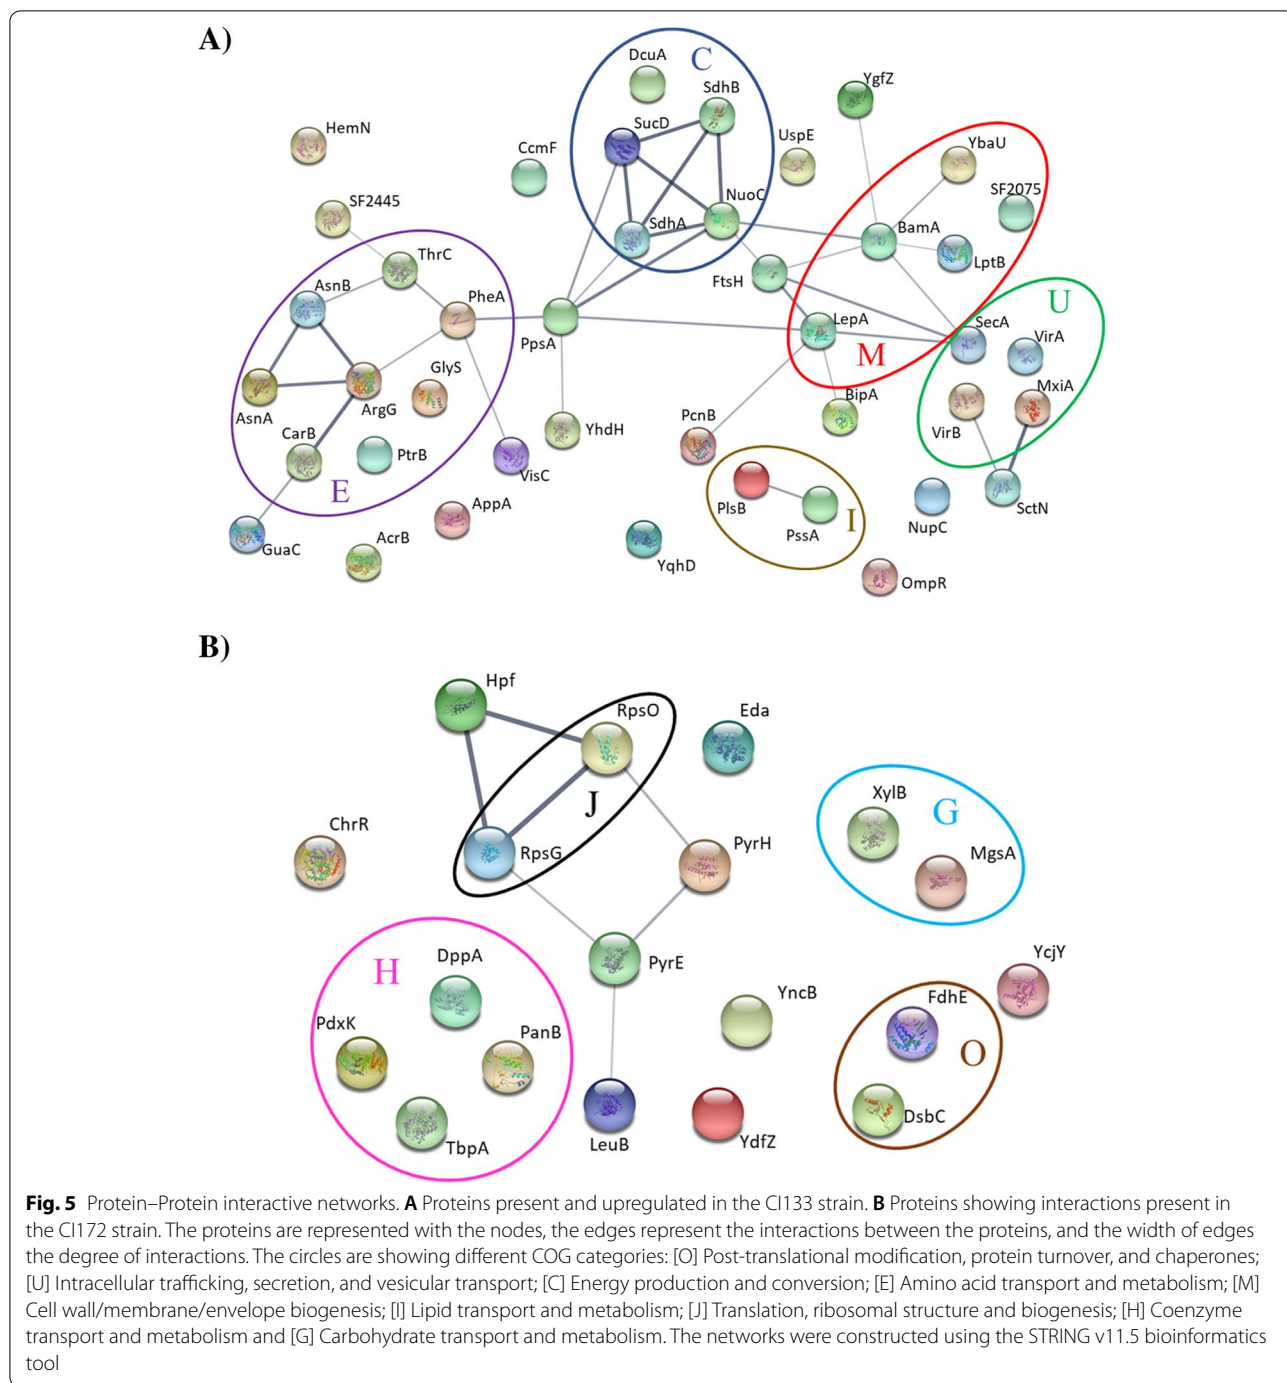 A)
DcuA
C
SdhB
YgfZ
HemN
SucD
UspE
YbaU
CcmF
SF2075
SF2445
NuoC
SdhA
BamA
ThrC
LptB
AsnB
FtsH
U
PheA
LepA
SecA
VirA
PpsA
M
GlyS
MxiA
AsnA
ArgG
BipA
PcnB
CarB
YhdH
VirB
PtrB
VisC
E
PlsB
I
SctN
AppA
NupC
PssA
GuaC
AcrB
YqhD
OmpR
B)
Hpf
RpsO
Eda
XylB
J
G
ChrR
RpsG
PyrH
MgsA
DppA
H
PyrE
YcjY
YncB
FdhE
PdxK
PanB
O
DsbC
TbpA
LeuB
YdfZ
Fig. 5 Protein–Protein interactive networks. A Proteins present and upregulated in the CI133 strain. B Proteins showing interactions present in
the CI172 strain. The proteins are represented with the nodes, the edges represent the interactions between the proteins, and the width of edges
the degree of interactions. The circles are showing different COG categories: [O] Post-translational modification, protein turnover, and chaperones;
[U] Intracellular trafficking, secretion, and vesicular transport; [C] Energy production and conversion; [E] Amino acid transport and metabolism; [M]
Cell wall/membrane/envelope biogenesis; [I] Lipid transport and metabolism; [J] Translation, ribosomal structure and biogenesis; [H] Coenzyme
transport and metabolism and [G] Carbohydrate transport and metabolism. The networks were constructed using the STRING v11.5 bioinformatics
tool